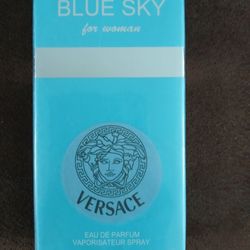 BLUE SKY
for woman
VERSACE
EAU DE PARFUM
VAPORISATEUR SPRAY